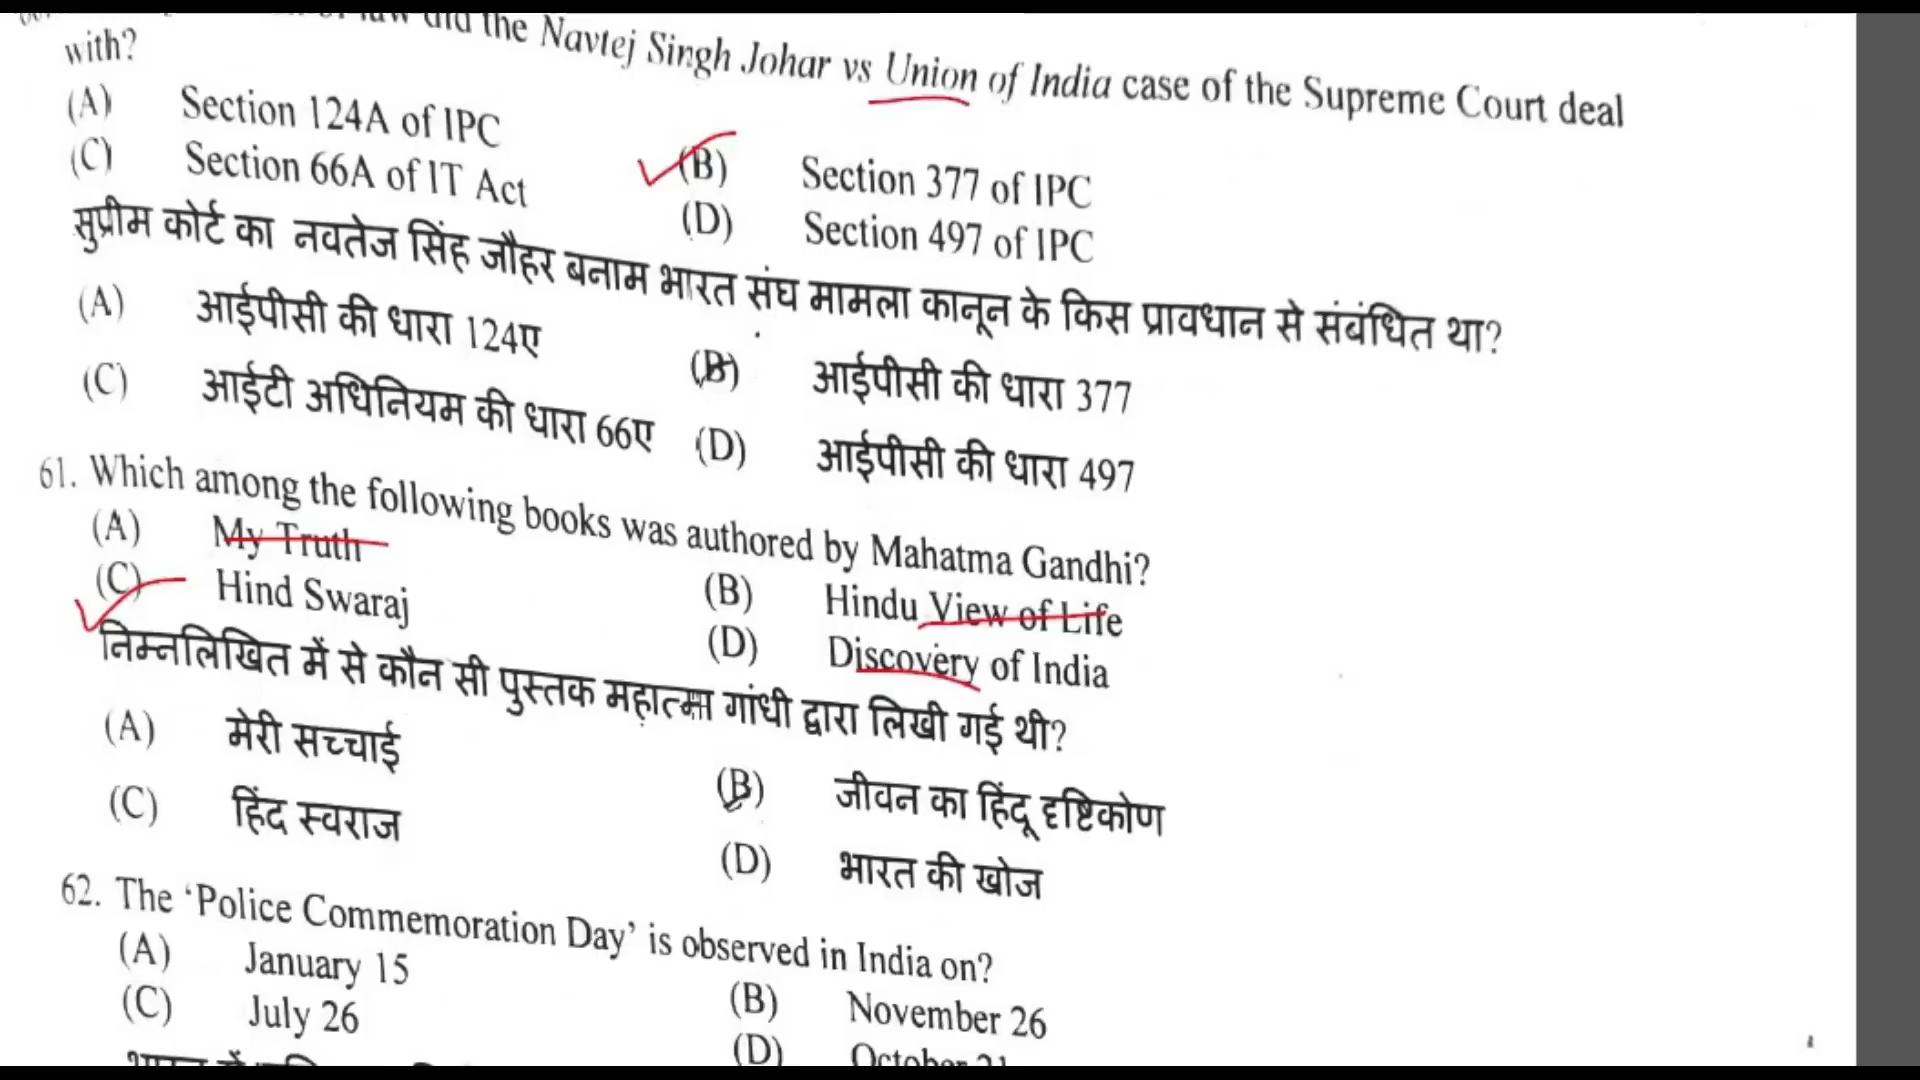 law did the Navtej Singh Johar vs Union of India case of the Supreme Court deal
with?
(A) Section 124A of IPC (B) Section 377 of IPC
(C) Section 66A of IT Act (D) Section 497 of IPC
सुप्रीम कोर्ट का नवतेज सिंह जौहर बनाम भारत संघ मामला कानून के किस प्रावधान से संबंधित था?
(A) आईपीसी की धारा 124ए (B) आईपीसी की धारा 377
(C) आईटी अधिनियम की धारा 66ए (D) आईपीसी की धारा 497
61. Which among the following books was authored by Mahatma Gandhi?
(A) My Truth (B) Hindu View of Life
(C) Hind Swaraj (D) Discovery of India
निम्नलिखित में से कौन सी पुस्तक महात्मा गांधी द्वारा लिखी गई थी?
(A) मेरी सच्चाई (B) जीवन का हिंदू दृष्टिकोण
(C) हिंद स्वराज (D) भारत की खोज
62. The ‘Police Commemoration Day’ is observed in India on?
(A) January 15 (B) November 26
(C) July 26 (D) October 21